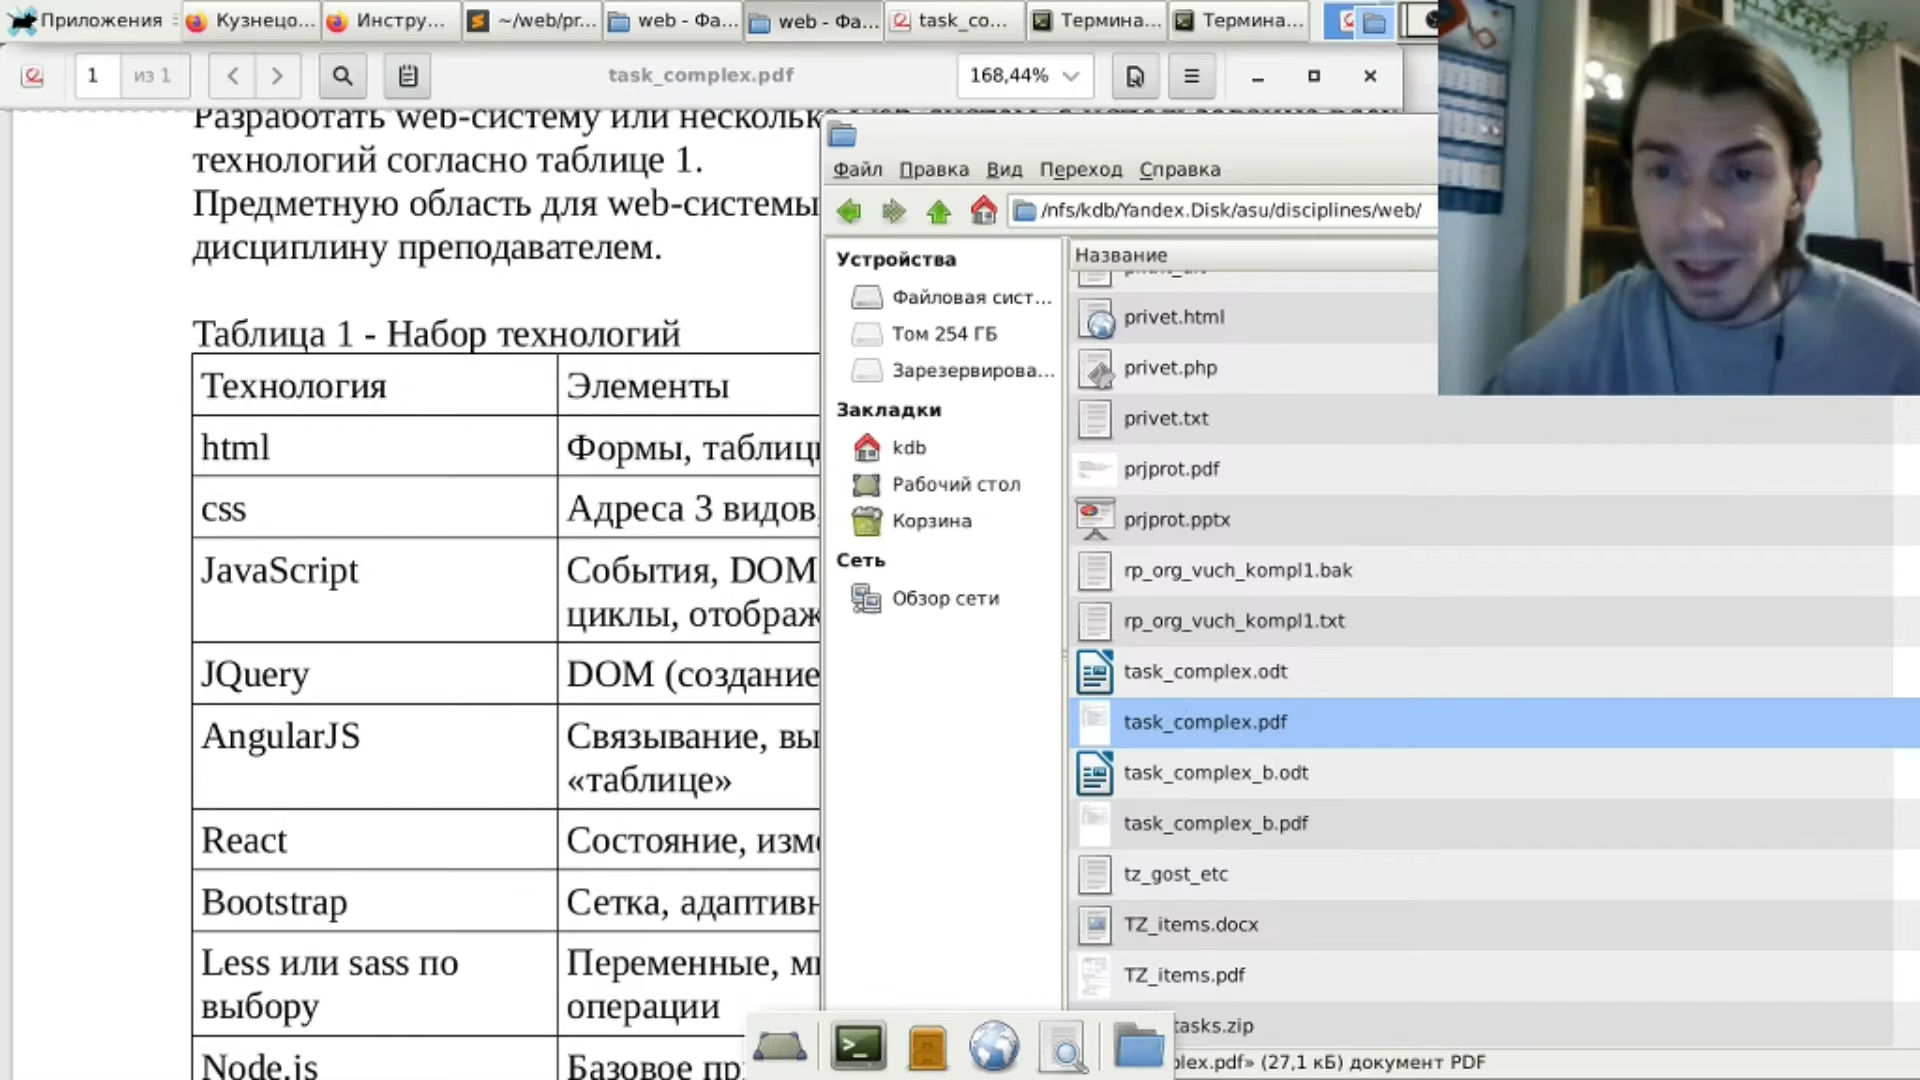 Приложения
Кузнецо...
Инстру...
~/web/pr...
web - Фа...
web - Фа...
task_co...
Термина...
Термина...
1
из 1
task_complex.pdf
168,44%
технологий согласно таблице 1.
Предметную область для web-системы
дисциплину преподавателем.
Таблица 1 - Набор технологий
Технология
Элементы
html
Формы, таблиц
css
Адреса 3 видов,
JavaScript
События, DOM
циклы, отображ
JQuery
DOM (создание
AngularJS
Связывание, вы
«таблице»
React
Состояние, изм
Bootstrap
Сетка, адаптивн
Less или sass по
выбору
Переменные, м
операции
Node.js
Базовое пр
Файл Правка Вид Переход Справка
/nfs/kdb/Yandex.Disk/asu/disciplines/web/
Устройства
Файловая сист...
Том 254 ГБ
Зарезервирова...
Закладки
kdb
Рабочий стол
Корзина
Сеть
Обзор сети
Название
privet.html
privet.php
privet.txt
prjprot.pdf
prjprot.pptx
rp_org_vuch_kompl1.bak
rp_org_vuch_kompl1.txt
task_complex.odt
task_complex.pdf
task_complex_b.odt
task_complex_b.pdf
tz_gost_etc
TZ_items.docx
TZ_items.pdf
tasks.zip
plex.pdf» (27,1 кБ) документ PDF